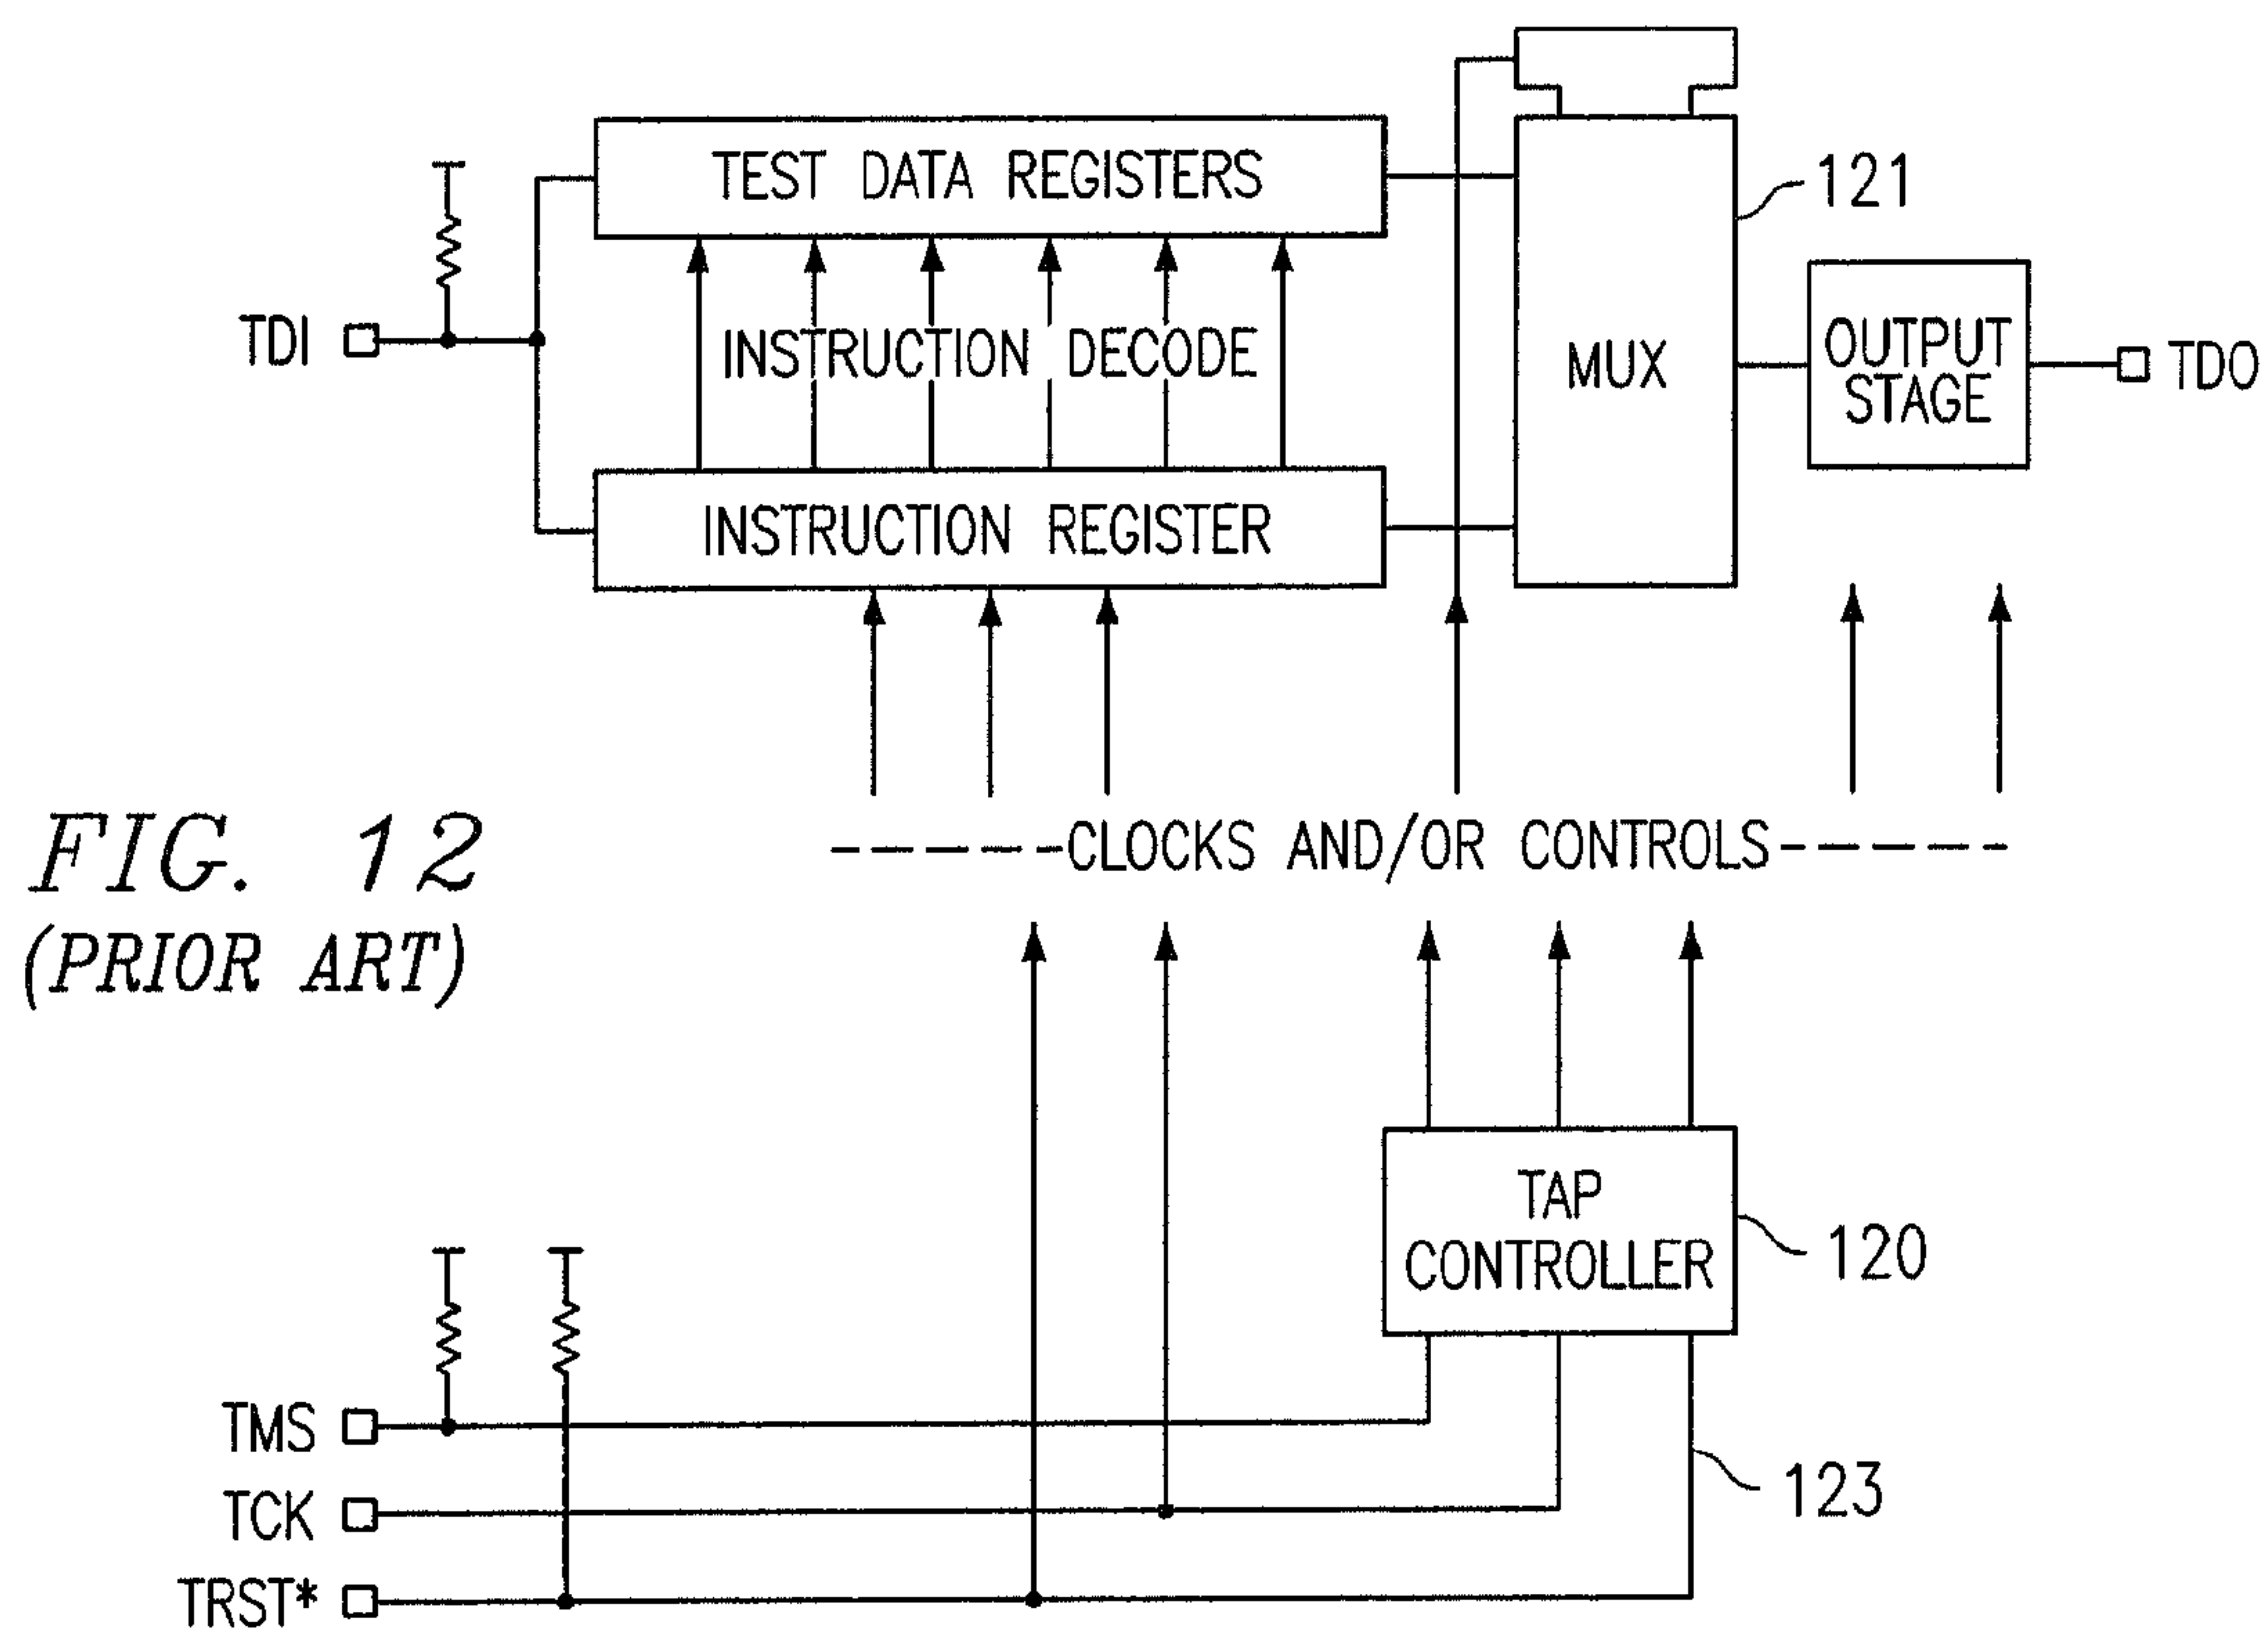 TEST DATA REGISTERS
121
TDI
INSTRUCTION DECODE
MUX
OUTPUT
STAGE
TDO
INSTRUCTION REGISTER
CLOCKS AND/OR CONTROLS
FIG. 12
(PRIOR ART)
TAP
CONTROLLER
120
TMS
123
TCK
TRST*